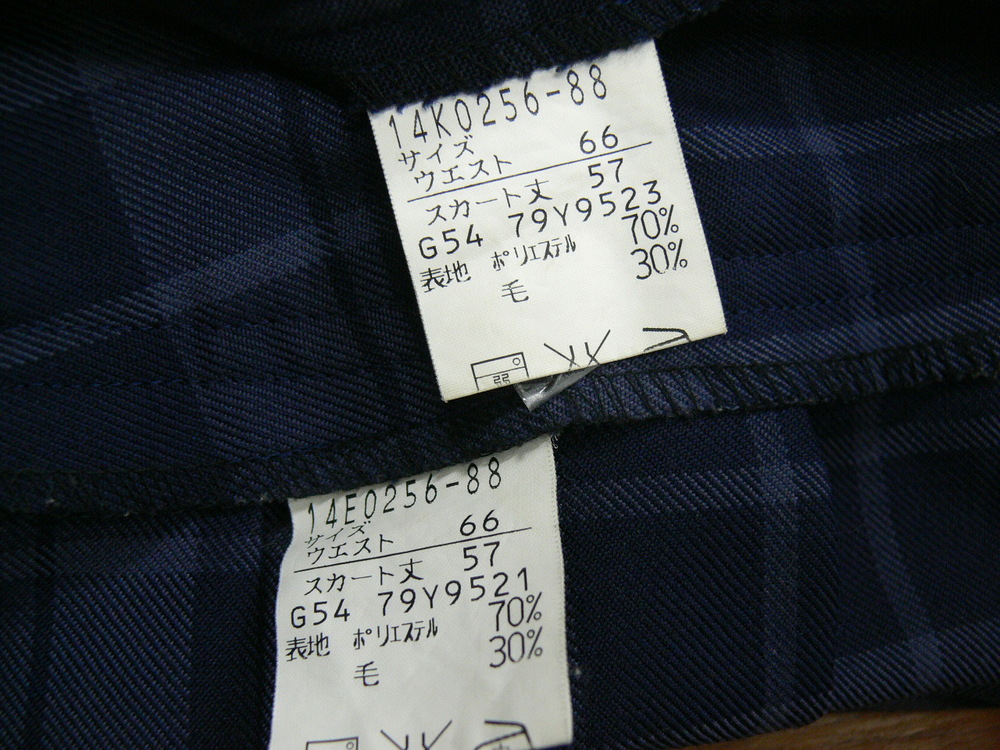 14K0256-88
サイズ
ウエスト 66
スカート丈 57
G54 79Y9523
表地 ポリエステル 70%
毛 30%
14E0256-88
サイズ
ウエスト 66
スカート丈 57
G54 79Y9521
表地 ポリエステル 70%
毛 30%